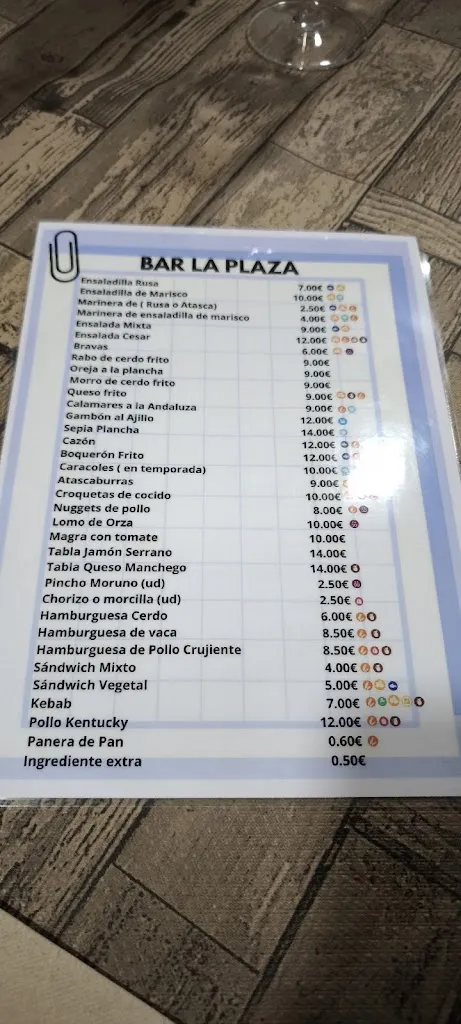 BAR LA PLAZA
Ensaladilla Rusa 7.00€
Ensaladilla de Marisco 10.00€
Marinera de ( Rusa o Atasca) 2.50€
Marinera de ensaladilla de marisco 4.00€
Ensalada Mixta 9.00€
Ensalada Cesar 12.00€
Bravas 6.00€
Rabo de cerdo frito 9.00€
Oreja a la plancha 9.00€
Morro de cerdo frito 9.00€
Queso frito 9.00€
Calamares a la Andaluza 9.00€
Gambón al Ajillo 12.00€
Sepia Plancha 14.00€
Cazón 12.00€
Boquerón Frito 12.00€
Caracoles ( en temporada) 10.00€
Atascaburras 9.00€
Croquetas de cocido 10.00€
Nuggets de pollo 8.00€
Lomo de Orza 10.00€
Magra con tomate 10.00€
Tabla Jamón Serrano 14.00€
Tabla Queso Manchego 14.00€
Pincho Moruno (ud) 2.50€
Chorizo o morcilla (ud) 2.50€
Hamburguesa Cerdo 6.00€
Hamburguesa de vaca 8.50€
Hamburguesa de Pollo Crujiente 8.50€
Sándwich Mixto 4.00€
Sándwich Vegetal 5.00€
Kebab 7.00€
Pollo Kentucky 12.00€
Panera de Pan 0.60€
Ingrediente extra 0.50€